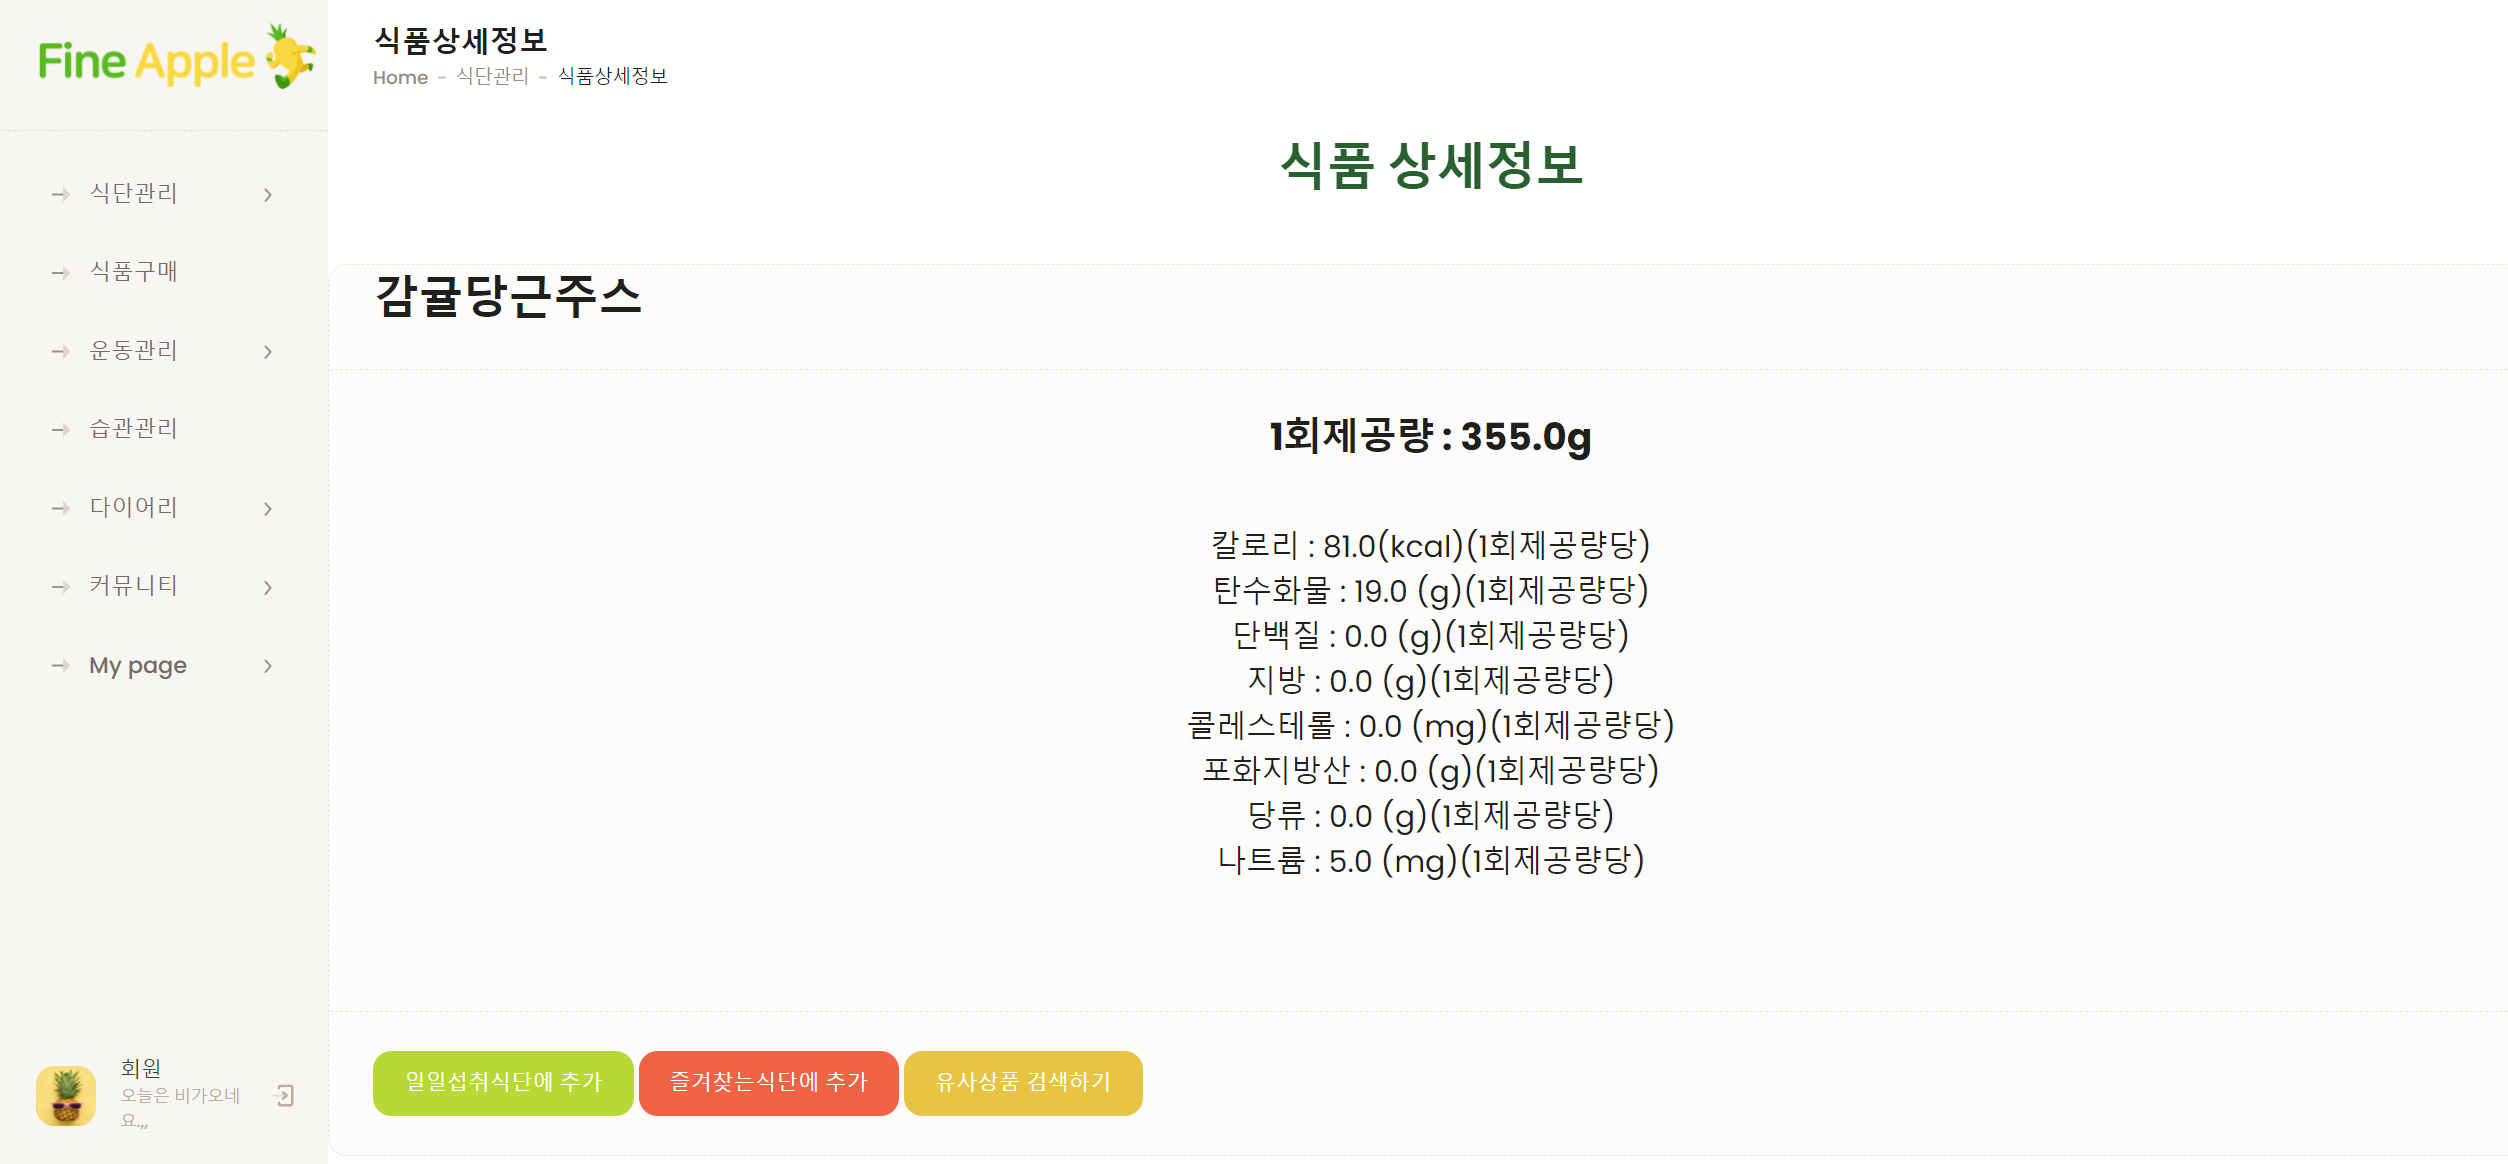 Fine Apple
식품상세정보
Home - 식단관리 - 식품상세정보
식단관리
식품구매
운동관리
습관관리
다이어리
커뮤니티
My page
회원
오늘은 비가오네
요.,,,
식품 상세정보
감귤당근주스
1회제공량 : 355.0g
칼로리 : 81.0(kcal)(1회제공량당)
탄수화물 : 19.0 (g)(1회제공량당)
단백질 : 0.0 (g)(1회제공량당)
지방 : 0.0 (g)(1회제공량당)
콜레스테롤 : 0.0 (mg)(1회제공량당)
포화지방산 : 0.0 (g)(1회제공량당)
당류 : 0.0 (g)(1회제공량당)
나트륨 : 5.0 (mg)(1회제공량당)
일일섭취식단에 추가
즐겨찾는식단에 추가
유사상품 검색하기